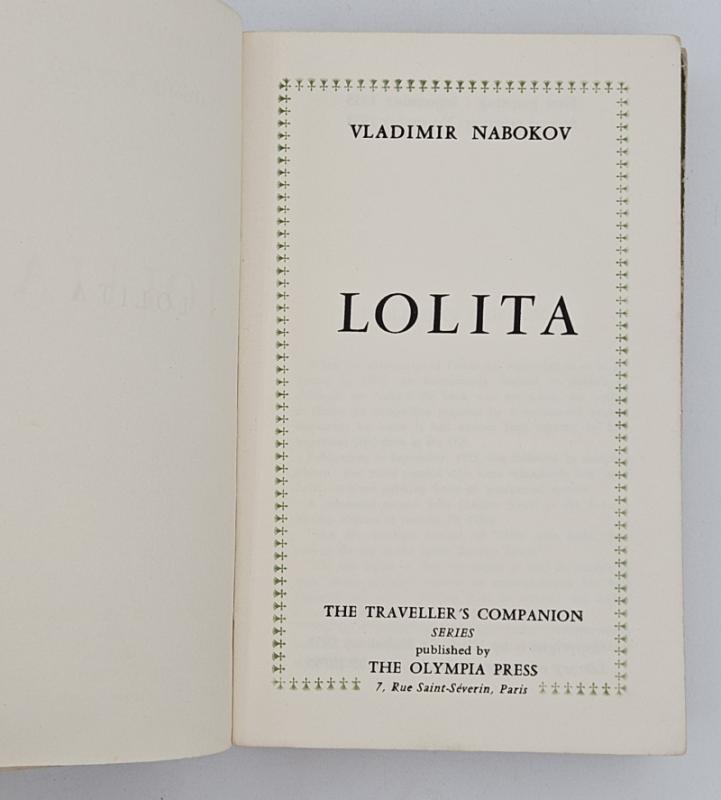 VLADIMIR NABOKOV
LOLITA
THE TRAVELLER'S COMPANION
SERIES
published by
THE OLYMPIA PRESS
7, Rue Saint-Séverin, Paris